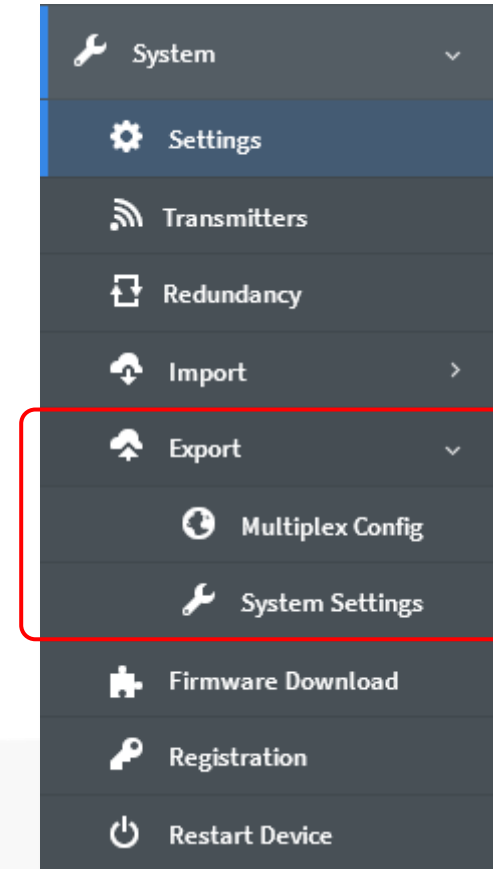 System
Settings
Transmitters
Redundancy
Import
Export
Multiplex Config
System Settings
Firmware Download
Registration
Restart Device